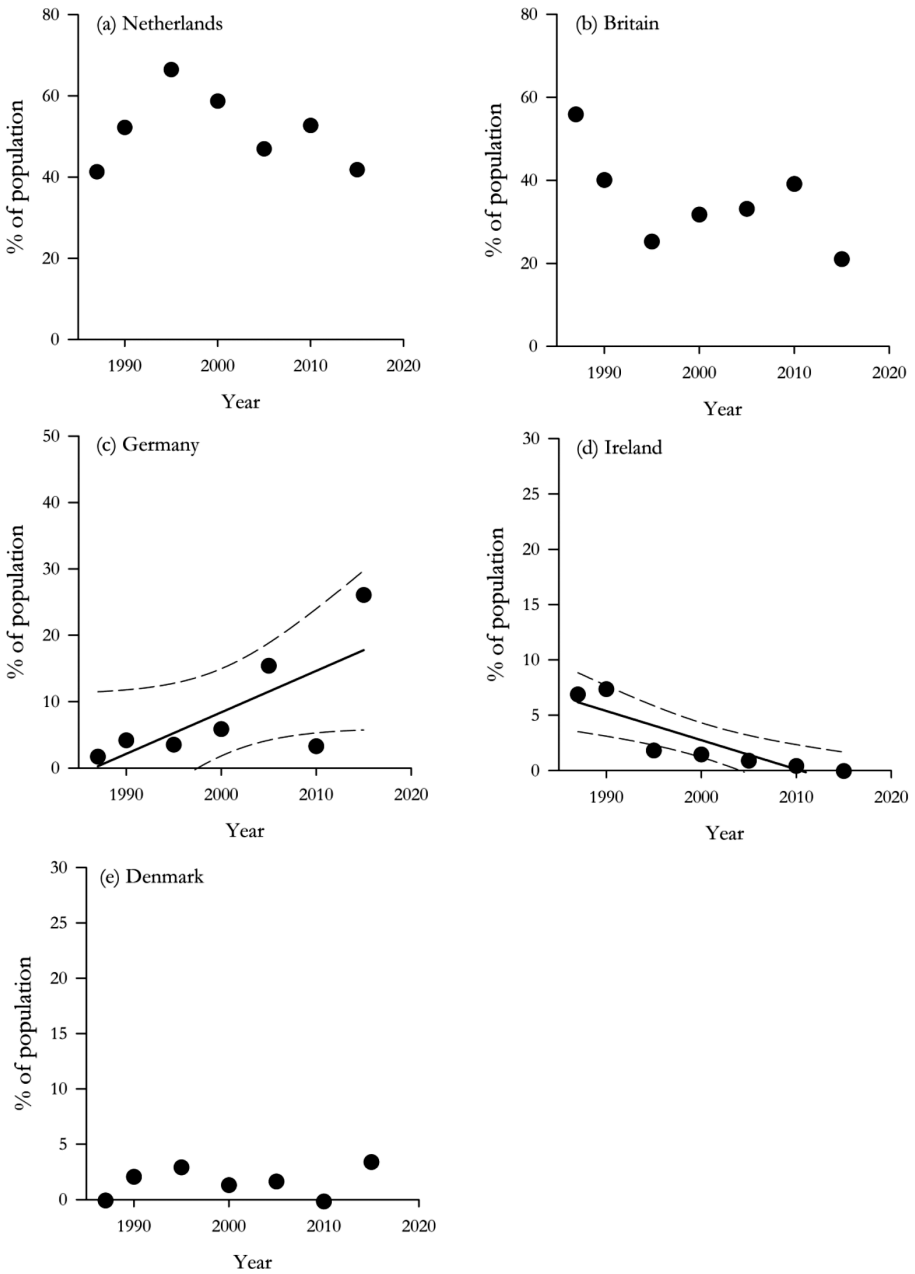 (a) Netherlands
80
60
40
20
0
% of population
1990 2000 2010 2020
Year
(b) Britain
80
60
40
20
0
% of population
1990 2000 2010 2020
Year
(c) Germany
50
40
30
20
10
0
% of population
1990 2000 2010 2020
Year
(d) Ireland
30
25
20
15
10
5
0
% of population
1990 2000 2010 2020
Year
(e) Denmark
30
25
20
15
10
5
0
% of population
1990 2000 2010 2020
Year